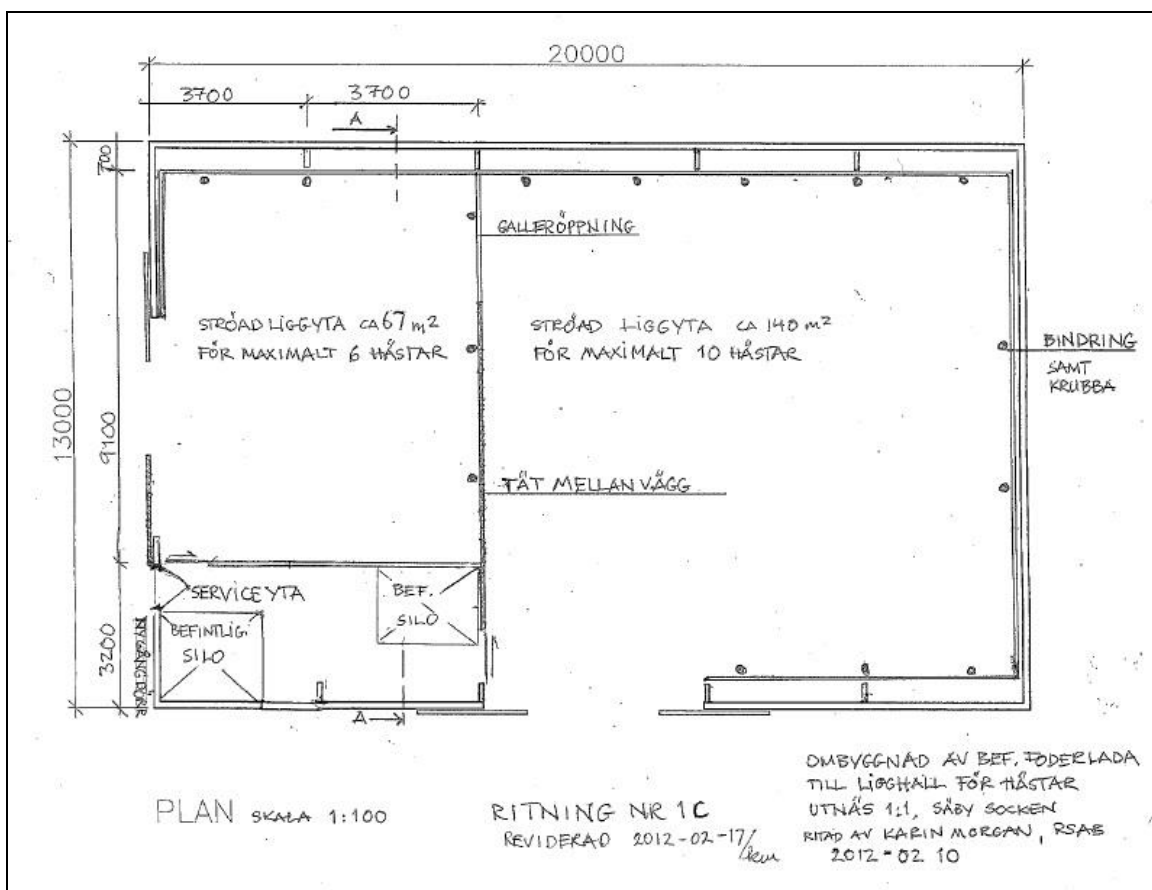 20000
3700
3700
A
700
13000
9100
3200
GALLERÖPPNING
STRÖAD LIGGYTA CA 67 m²
FÖR MAXIMALT 6 HÄSTAR
STRÖAD LIGGYTA CA 140 m²
FÖR MAXIMALT 10 HÄSTAR
BINDRING
SAMT
KRUBBA
TÄT MELLANVÄGG
SERVICEYTA
BEF.
SILO
BEFINTLIG
SILO
NY GÅNGDÖRR
A
PLAN SKALA 1:100
RITNING NR 1C
REVIDERAD 2012-02-17/km
OMBYGGNAD AV BEF. FODERLADA
TILL LIGGHALL FÖR HÄSTAR
UTNÄS 1:1, SÄBY SOCKEN
RITAD AV KARIN MORGAN, RSAB
2012-02 10